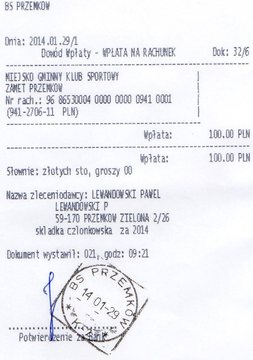 BS PRZEMKÓW
Dnia: 2014.01.29/1
Dowód Wpłaty - WPŁATA NA RACHUNEK Dok: 32/6
MIEJSKO GMINNY KLUB SPORTOWY
ZAMET PRZEMKÓW
Nr rach.: 96 86530004 0000 0000 0941 0001
(941-2706-11 PLN)
Wpłata: 100.00 PLN
Wpłata: 100.00 PLN
Słownie: złotych sto, groszy 00
Nazwa zleceniodawcy: LEWANDOWSKI PAWEŁ
LEWANDOWSKI P
59-170 PRZEMKÓW ZIELONA 2/26
składka członkowska za 2014
Dokument wystawił: 021, godz: 09:21
BS PRZEMKÓW
14-01-29
Potwierdzenie za bank